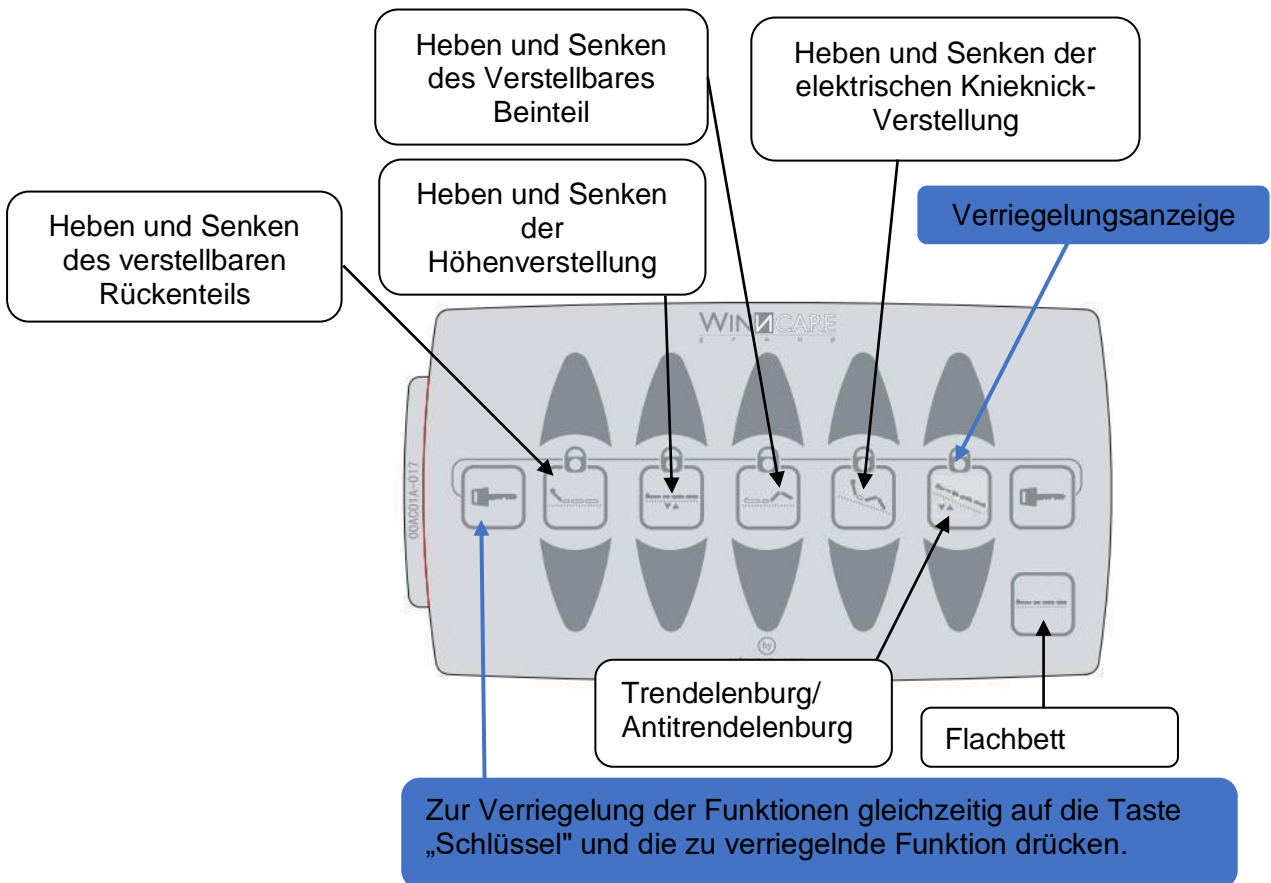 Heben und Senken
des Verstellbares
Beinteil
Heben und Senken der
elektrischen Knieknick-
Verstellung
Heben und Senken
der
Höhenverstellung
Verriegelungsanzeige
Heben und Senken
des verstellbaren
Rückenteils
WINNCARE
group
00AC01A-017
by
Trendelenburg/
Antitrendelenburg
Flachbett
Zur Verriegelung der Funktionen gleichzeitig auf die Taste
„Schlüssel" und die zu verriegelnde Funktion drücken.